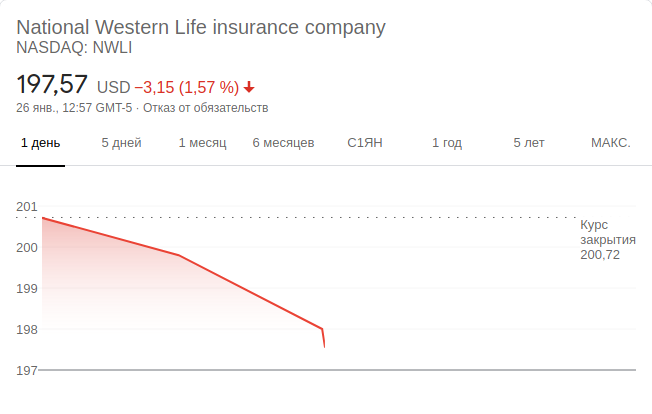 National Western Life insurance company
NASDAQ: NWLI
197,57 USD −3,15 (1,57 %)
26 янв., 12:57 GMT-5 · Отказ от обязательств
1 день 5 дней 1 месяц 6 месяцев С1ЯН 1 год 5 лет МАКС.
201
200
199
198
197
Курс
закрытия
200,72